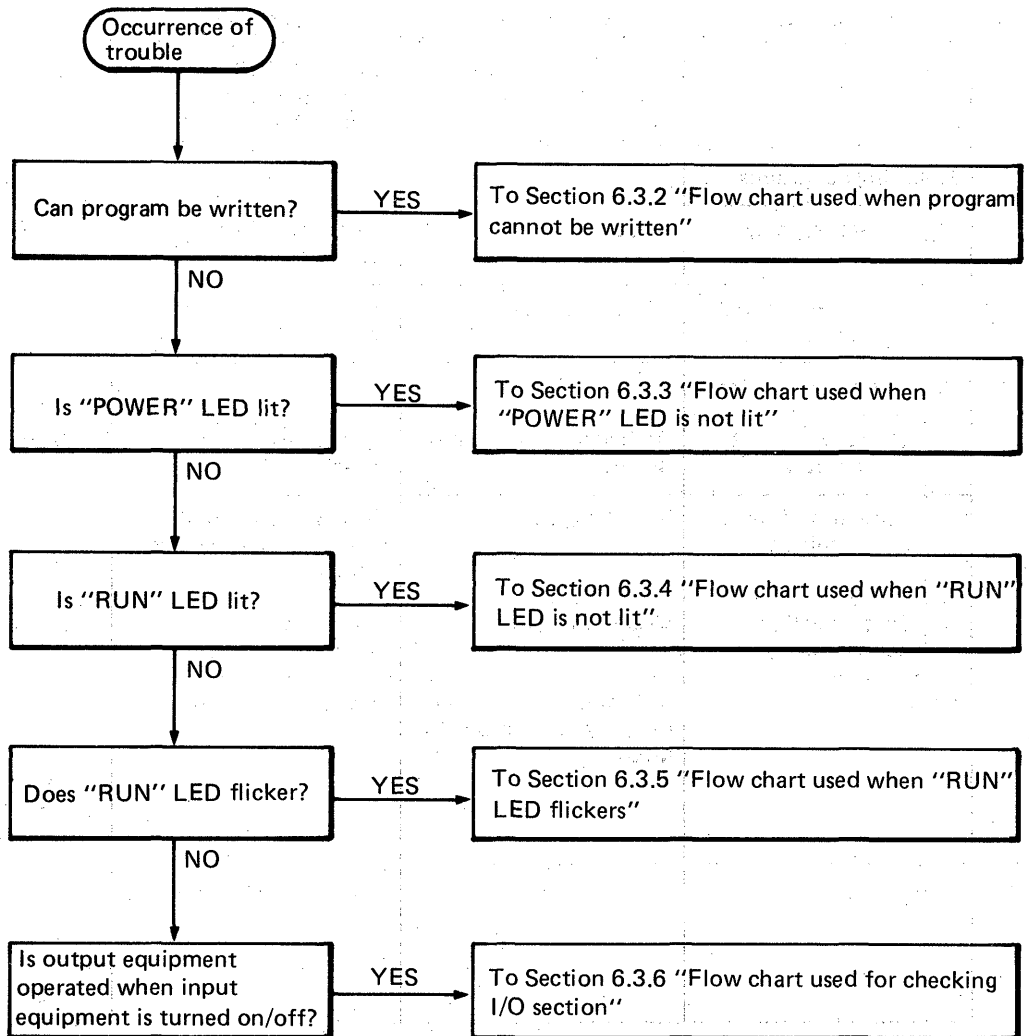 Occurrence of
trouble
Can program be written?
YES
To Section 6.3.2 “Flow chart used when program
cannot be written”
NO
Is “POWER” LED lit?
YES
To Section 6.3.3 “Flow chart used when
“POWER” LED is not lit”
NO
Is “RUN” LED lit?
YES
To Section 6.3.4 “Flow chart used when “RUN”
LED is not lit”
NO
Does “RUN” LED flicker?
YES
To Section 6.3.5 “Flow chart used when “RUN”
LED flickers”
NO
Is output equipment
operated when input
equipment is turned on/off?
YES
To Section 6.3.6 “Flow chart used for checking
I/O section”